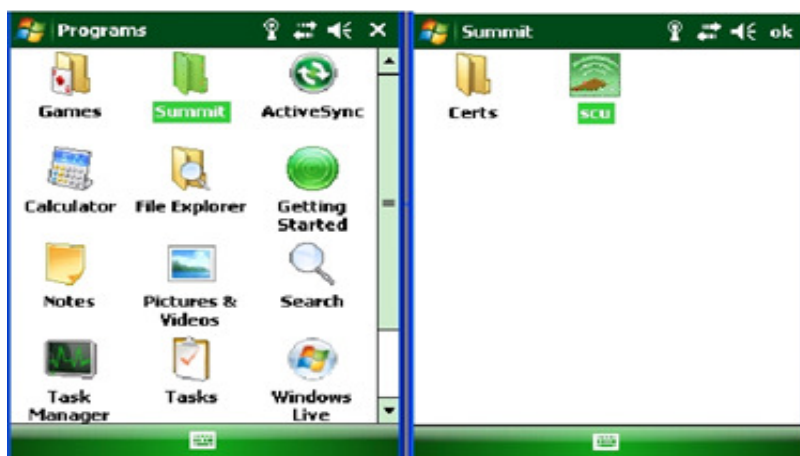 Programs
Games
Summit
ActiveSync
Calculator
File Explorer
Getting
Started
Notes
Pictures &
Videos
Search
Task
Manager
Tasks
Windows
Live
Summit
ok
Certs
scu